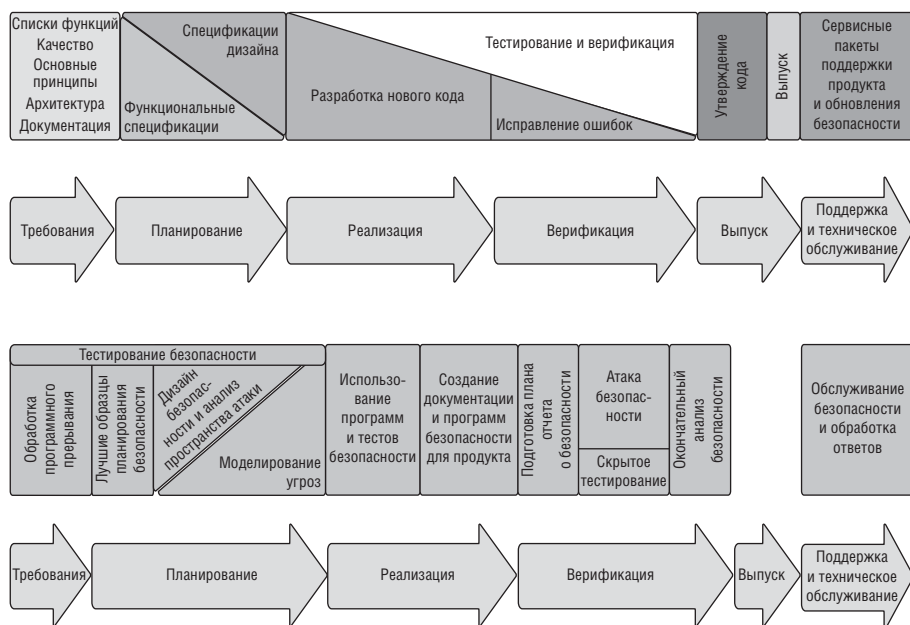 Списки функций
Качество
Основные
принципы
Архитектура
Документация
Спецификации
дизайна
Функциональные
спецификации
Разработка нового кода
Тестирование и верификация
Исправление ошибок
Утверждение
кода
Выпуск
Сервисные
пакеты
поддержки
продукта
и обновления
безопасности
Требования
Планирование
Реализация
Верификация
Выпуск
Поддержка
и техническое
обслуживание
Тестирование безопасности
Обработка
программного
прерывания
Лучшие образцы
планирования
безопасности
Дизайн
безопас-
ности и анализ
пространства атаки
Моделирование
угроз
Использо-
вание
программ
и тестов
безопасности
Создание
документации
и программ
безопасности
для продукта
Подготовка плана
отчета
о безопасности
Атака
безопас-
ности
Скрытое
тестирование
Окончательный
анализ
безопасности
Обслуживание
безопасности
и обработка
ответов
Требования
Планирование
Реализация
Верификация
Выпуск
Поддержка
и техническое
обслуживание